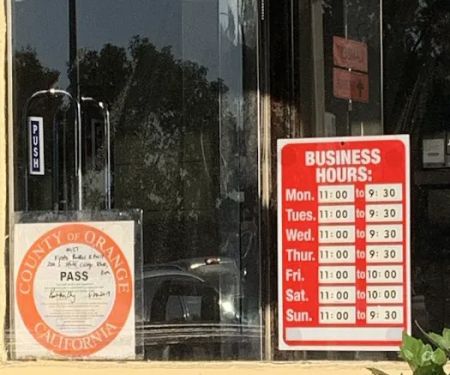 PUSH
COUNTY OF ORANGE
PASS
CALIFORNIA
BUSINESS
HOURS:
Mon. 11:00 to 9:30
Tues. 11:00 to 9:30
Wed. 11:00 to 9:30
Thur. 11:00 to 9:30
Fri. 11:00 to 10:00
Sat. 11:00 to 10:00
Sun. 11:00 to 9:30